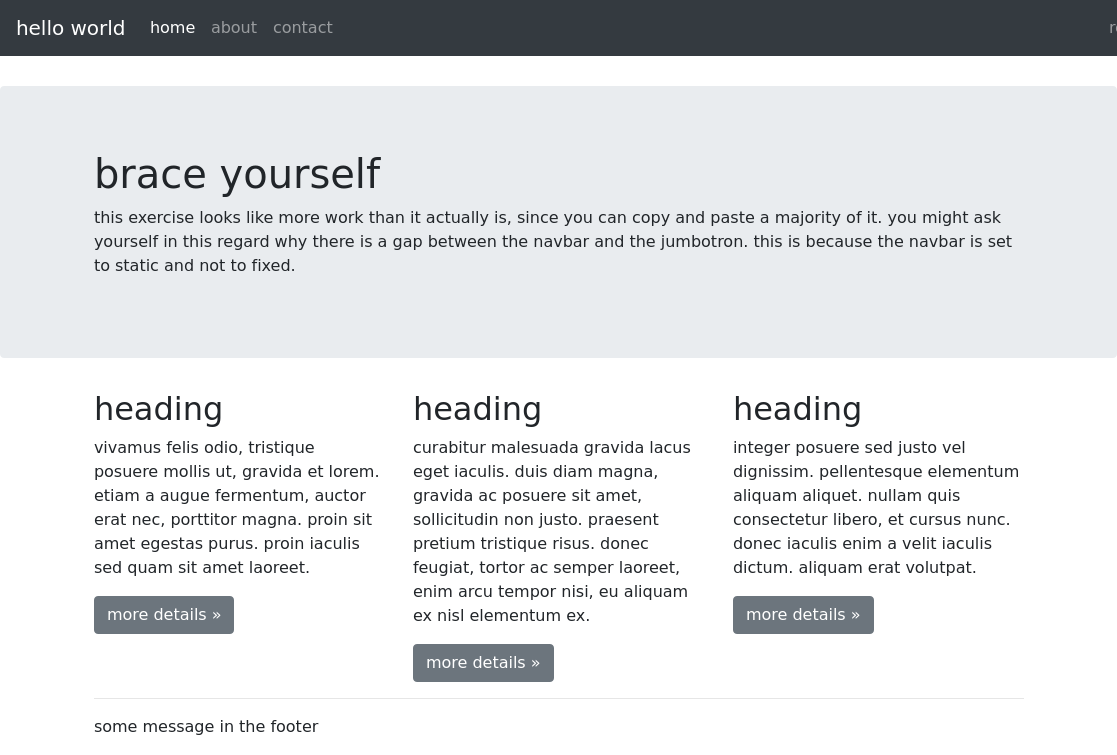 hello world home about contact
brace yourself
this exercise looks like more work than it actually is, since you can copy and paste a majority of it. you might ask
yourself in this regard why there is a gap between the navbar and the jumbotron. this is because the navbar is set
to static and not to fixed.
heading
vivamus felis odio, tristique
posuere mollis ut, gravida et lorem.
etiam a augue fermentum, auctor
erat nec, porttitor magna. proin sit
amet egestas purus. proin iaculis
sed quam sit amet laoreet.
more details »
heading
curabitur malesuada gravida lacus
eget iaculis. duis diam magna,
gravida ac posuere sit amet,
sollicitudin non justo. praesent
pretium tristique risus. donec
feugiat, tortor ac semper laoreet,
enim arcu tempor nisi, eu aliquam
ex nisl elementum ex.
more details »
heading
integer posuere sed justo vel
dignissim. pellentesque elementum
aliquam aliquet. nullam quis
consectetur libero, et cursus nunc.
donec iaculis enim a velit iaculis
dictum. aliquam erat volutpat.
more details »
some message in the footer